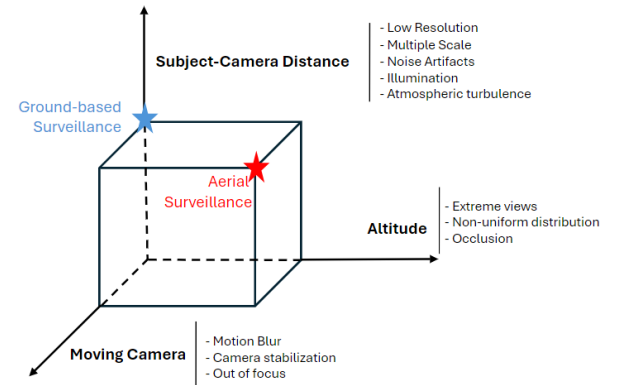 - Low Resolution
- Multiple Scale
- Noise Artifacts
- Illumination
- Atmospheric turbulence
Subject-Camera Distance
Ground-based
Surveillance
Aerial
Surveillance
- Extreme views
- Non-uniform distribution
- Occlusion
Altitude
Moving Camera
- Motion Blur
- Camera stabilization
- Out of focus